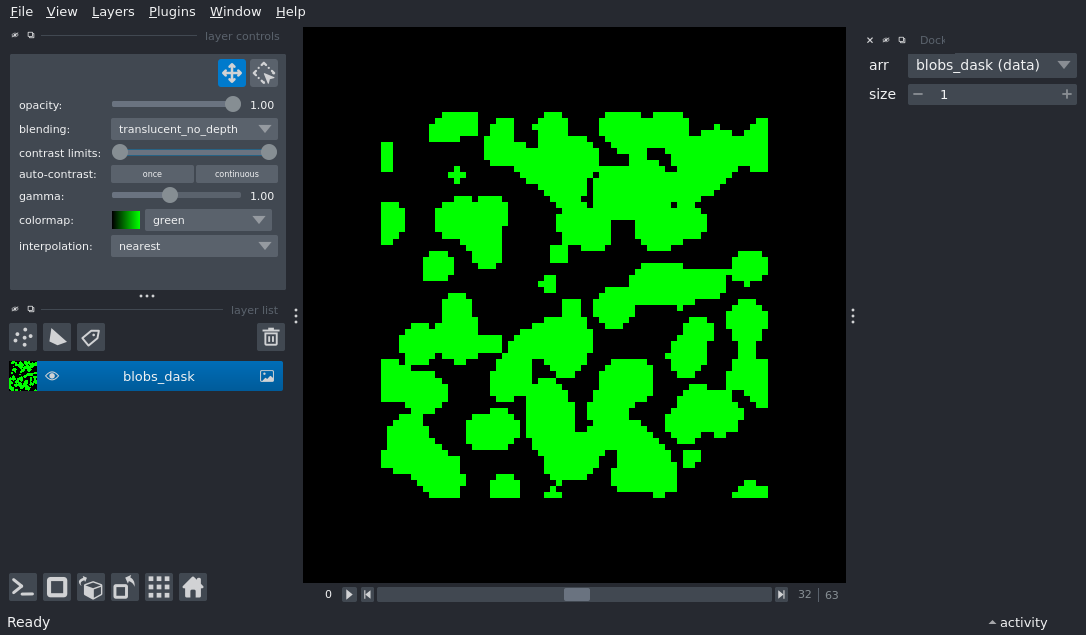 File View Layers Plugins Window Help
layer controls
opacity: 1.00
blending: translucent_no_depth
contrast limits:
auto-contrast: once continuous
gamma: 1.00
colormap: green
interpolation: nearest
layer list
blobs_dask
0 32 63
Ready
activity
Dock
arr blobs_dask (data)
size 1